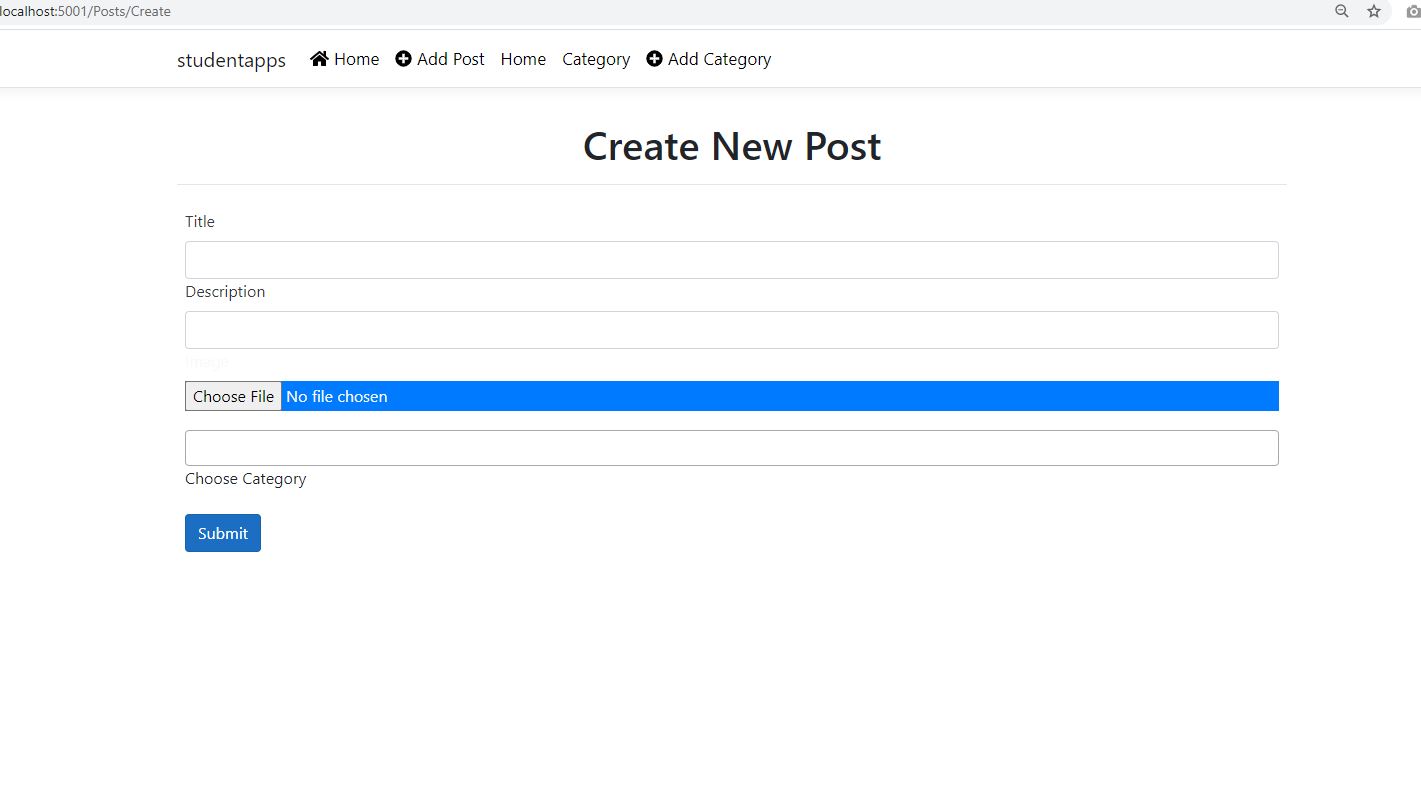 localhost:5001/Posts/Create
studentapps Home Add Post Home Category Add Category
Create New Post
Title
Description
Image
Choose File No file chosen
Choose Category
Submit